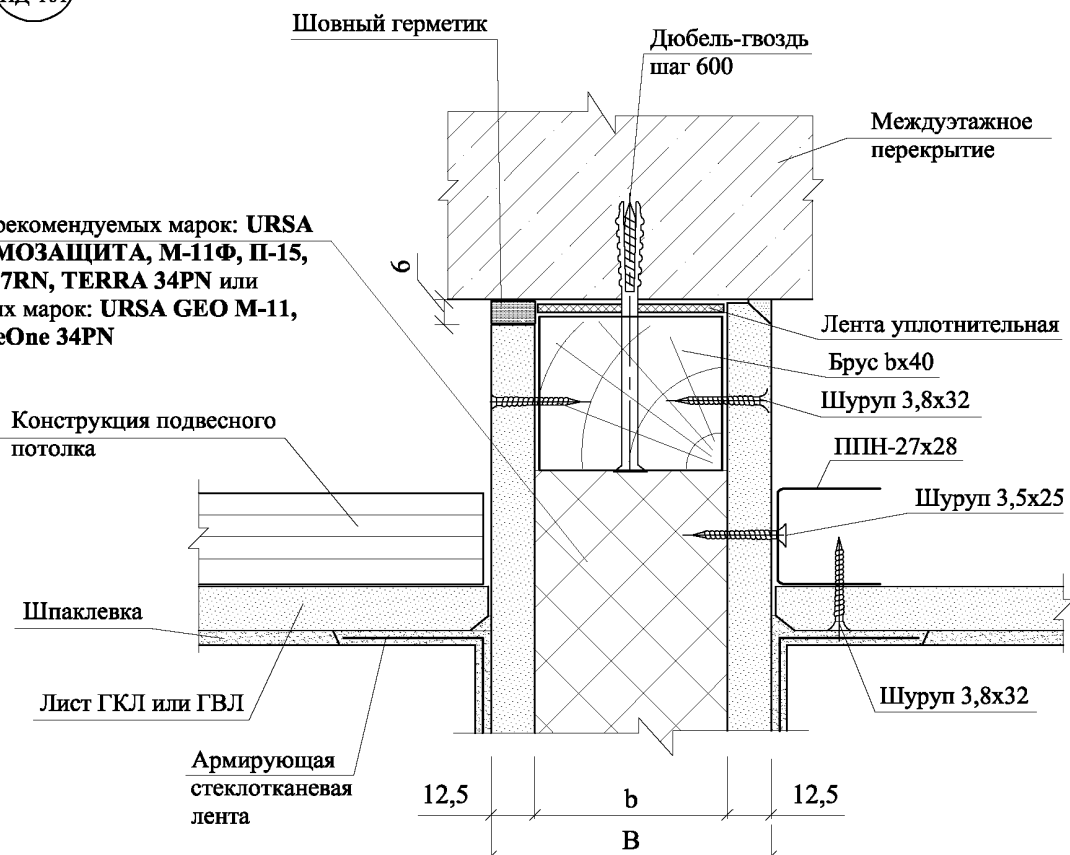 Шовный герметик
Дюбель-гвоздь
шаг 600
Междуэтажное
перекрытие
рекомендуемых марок: URSA
МОЗАЩИТА, М-11Ф, П-15,
7RN, TERRA 34PN или
ых марок: URSA GEO М-11,
eOne 34PN
6
Лента уплотнительная
Брус bx40
Шуруп 3,8x32
Конструкция подвесного
потолка
ППН-27x28
Шуруп 3,5x25
Шпаклевка
Лист ГКЛ или ГВЛ
Шуруп 3,8x32
Армирующая
стеклотканевая
лента
12,5
b
12,5
B